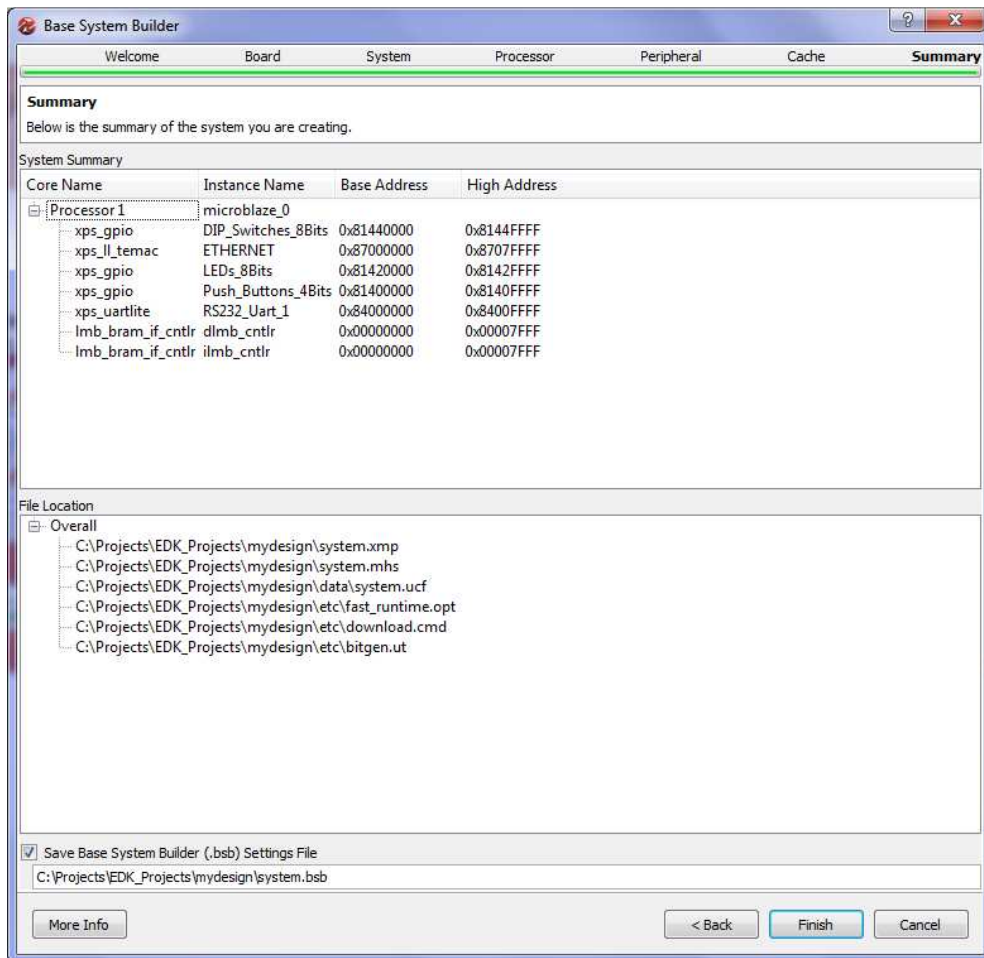 Base System Builder
Welcome Board System Processor Peripheral Cache Summary
Summary
Below is the summary of the system you are creating.
System Summary
Core Name Instance Name Base Address High Address
Processor 1 microblaze_0
xps_gpio DIP_Switches_8Bits 0x81440000 0x8144FFFF
xps_ll_temac ETHERNET 0x87000000 0x8707FFFF
xps_gpio LEDs_8Bits 0x81420000 0x8142FFFF
xps_gpio Push_Buttons_4Bits 0x81400000 0x8140FFFF
xps_uartlite RS232_Uart_1 0x84000000 0x8400FFFF
lmb_bram_if_cntlr dlmb_cntlr 0x00000000 0x00007FFF
lmb_bram_if_cntlr ilmb_cntlr 0x00000000 0x00007FFF
File Location
Overall
C:\Projects\EDK_Projects\mydesign\system.xmp
C:\Projects\EDK_Projects\mydesign\system.mhs
C:\Projects\EDK_Projects\mydesign\data\system.ucf
C:\Projects\EDK_Projects\mydesign\etc\fast_runtime.opt
C:\Projects\EDK_Projects\mydesign\etc\download.cmd
C:\Projects\EDK_Projects\mydesign\etc\bitgen.ut
Save Base System Builder (.bsb) Settings File
C:\Projects\EDK_Projects\mydesign\system.bsb
More Info < Back Finish Cancel